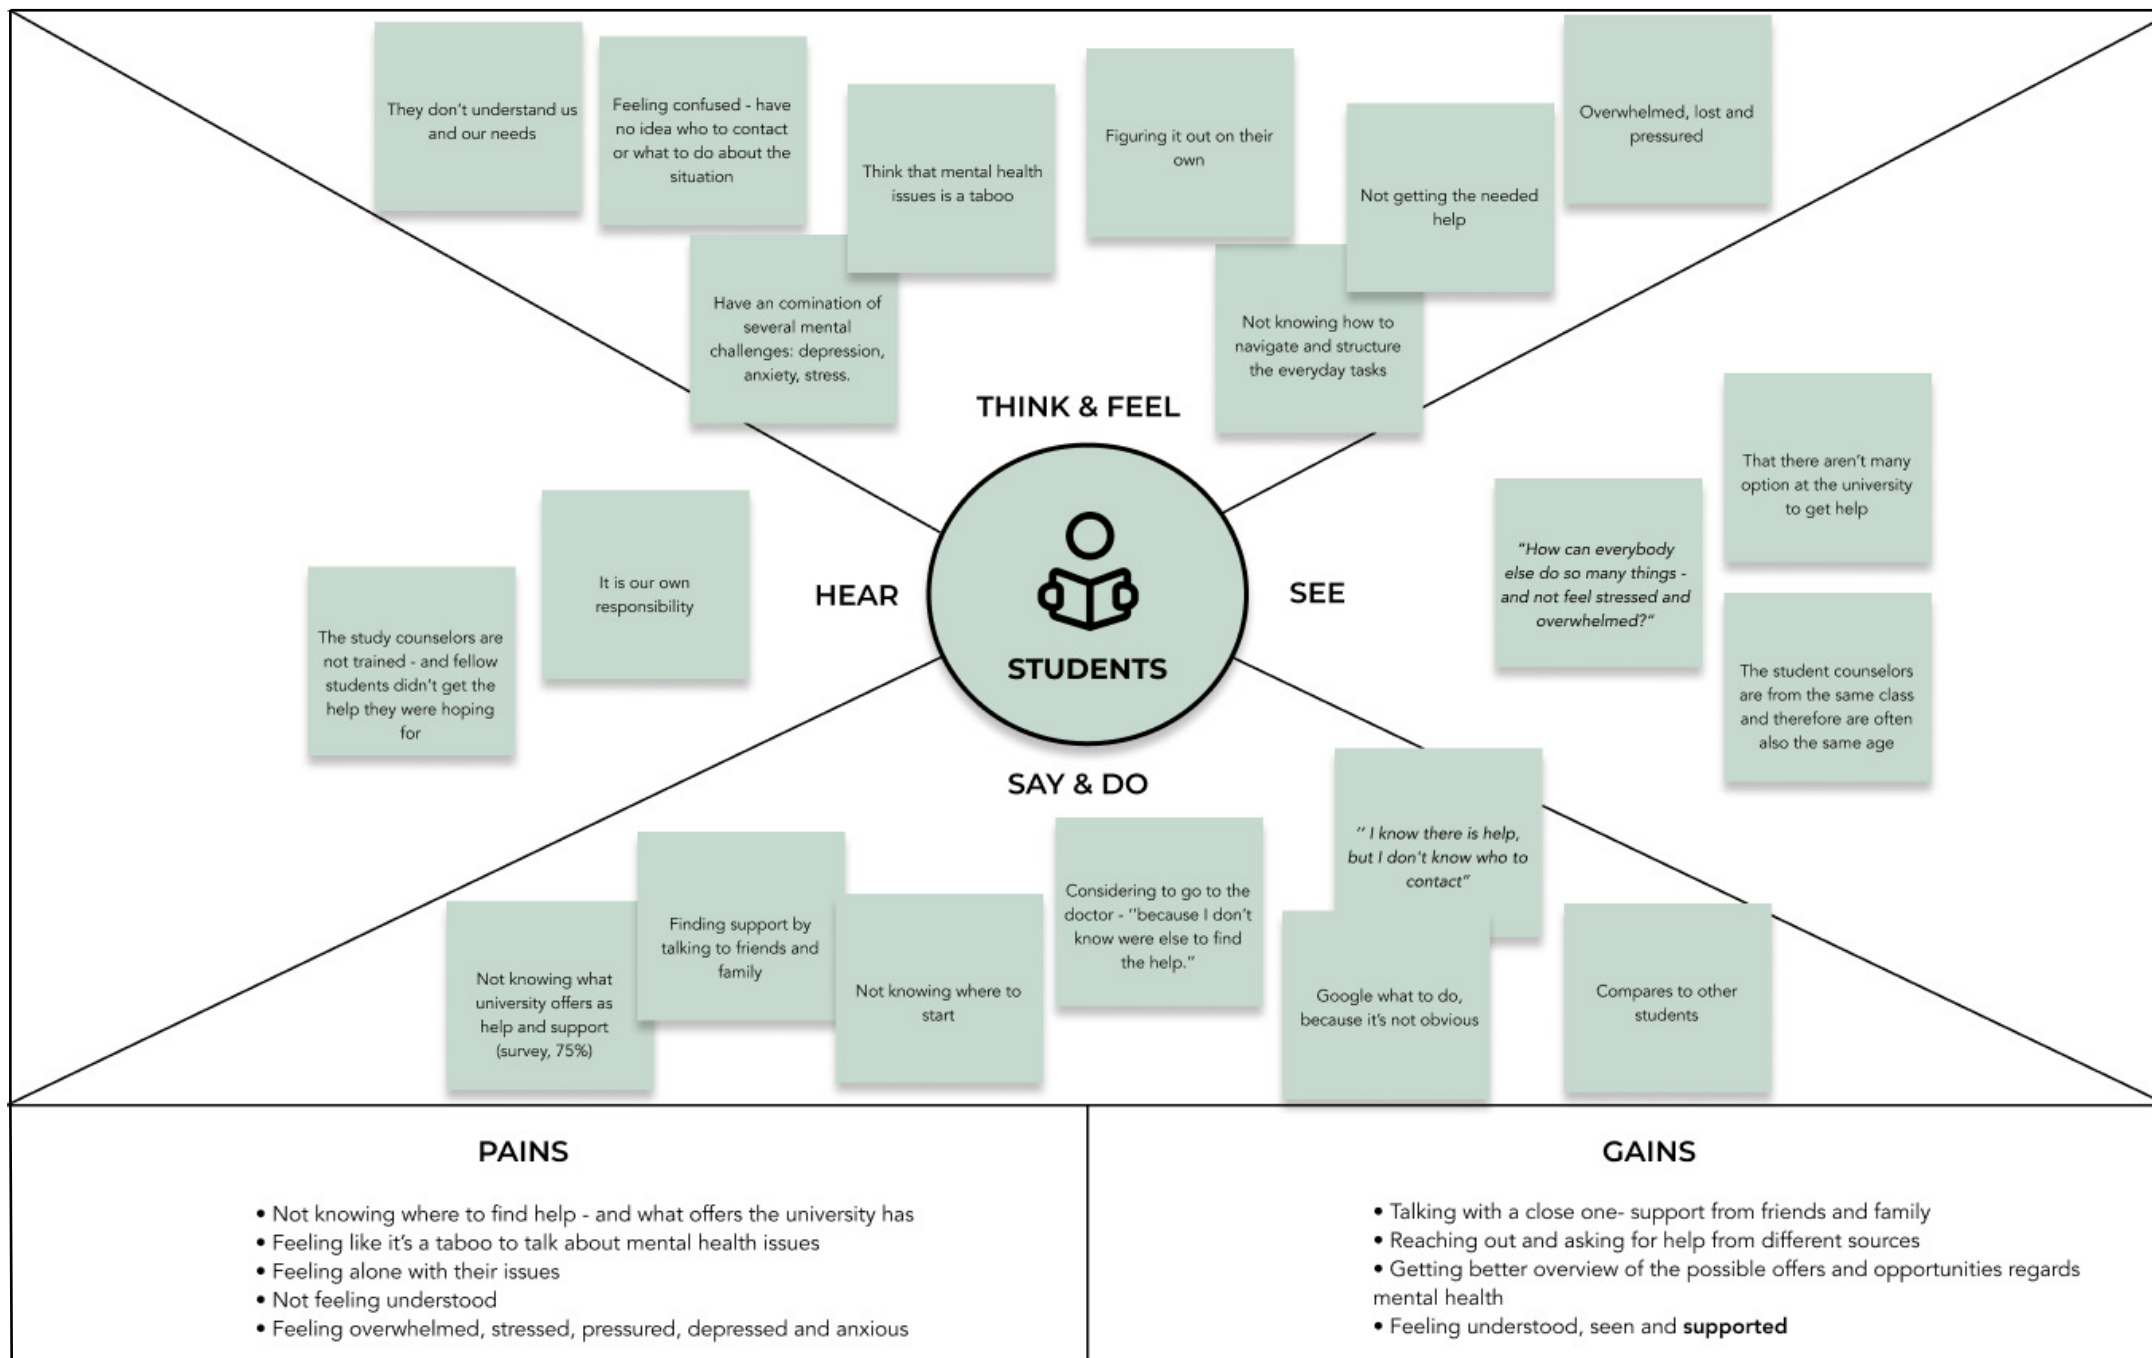 They don't understand us
and our needs
Feeling confused - have
no idea who to contact
or what to do about the
situation
Think that mental health
issues is a taboo
Figuring it out on their
own
Not getting the needed
help
Overwhelmed, lost and
pressured
Have an comination of
several mental
challenges: depression,
anxiety, stress.
Not knowing how to
navigate and structure
the everyday tasks
THINK & FEEL
That there aren't many
option at the university
to get help
"How can everybody
else do so many things -
and not feel stressed and
overwhelmed?"
The student counselors
are from the same class
and therefore are often
also the same age
SEE
It is our own
responsibility
The study counselors are
not trained - and fellow
students didn't get the
help they were hoping
for
HEAR
STUDENTS
SAY & DO
Not knowing what
university offers as
help and support
(survey, 75%)
Finding support by
talking to friends and
family
Not knowing where to
start
Considering to go to the
doctor - ''because I don't
know were else to find
the help."
'' I know there is help,
but I don't know who to
contact"
Google what to do,
because it's not obvious
Compares to other
students
PAINS
• Not knowing where to find help - and what offers the university has
• Feeling like it's a taboo to talk about mental health issues
• Feeling alone with their issues
• Not feeling understood
• Feeling overwhelmed, stressed, pressured, depressed and anxious
GAINS
• Talking with a close one- support from friends and family
• Reaching out and asking for help from different sources
• Getting better overview of the possible offers and opportunities regards
mental health
• Feeling understood, seen and supported